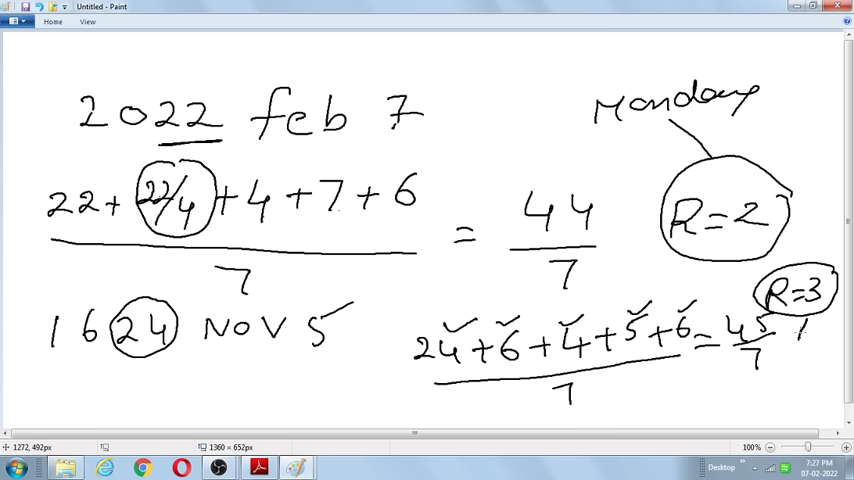 Untitled - Paint
Home View
2022 feb 7
Monday
22+ 22/4 +4+7+6 = 44
7 7
R=2
R=3
1624 NOV 5
24+6+4+5+6 = 45
7 7
1272, 492px
1360 × 652px
100%
Desktop
7:27 PM
07-02-2022